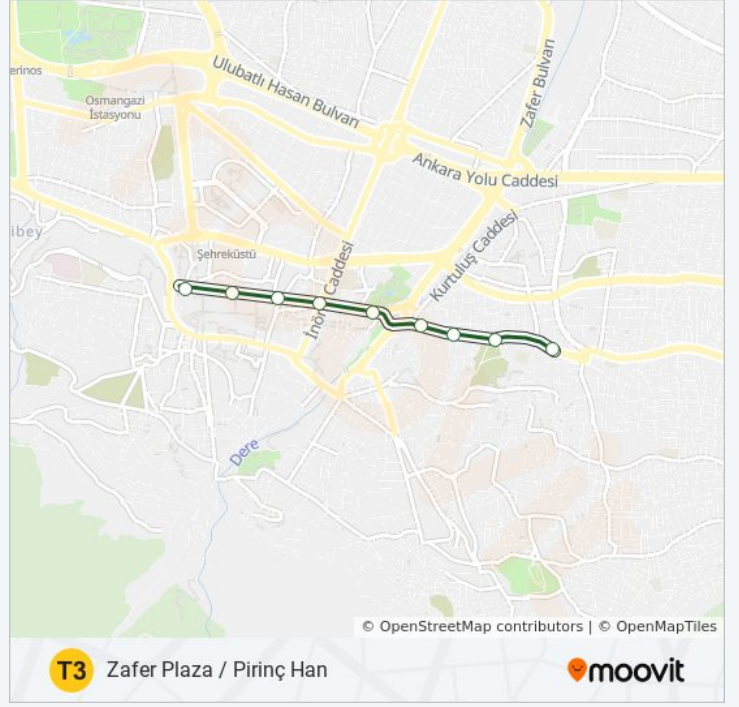 Ulubatlı Hasan Bulvarı
Zafer Bulvarı
erinos
Osmangazi
İstasyonu
Ankara Yolu Caddesi
ibey
Şehreküstü
Kurtuluş Caddesi
Caddesi
Dere
© OpenStreetMap contributors | © OpenMapTiles
T3
Zafer Plaza / Pirinç Han
moovit